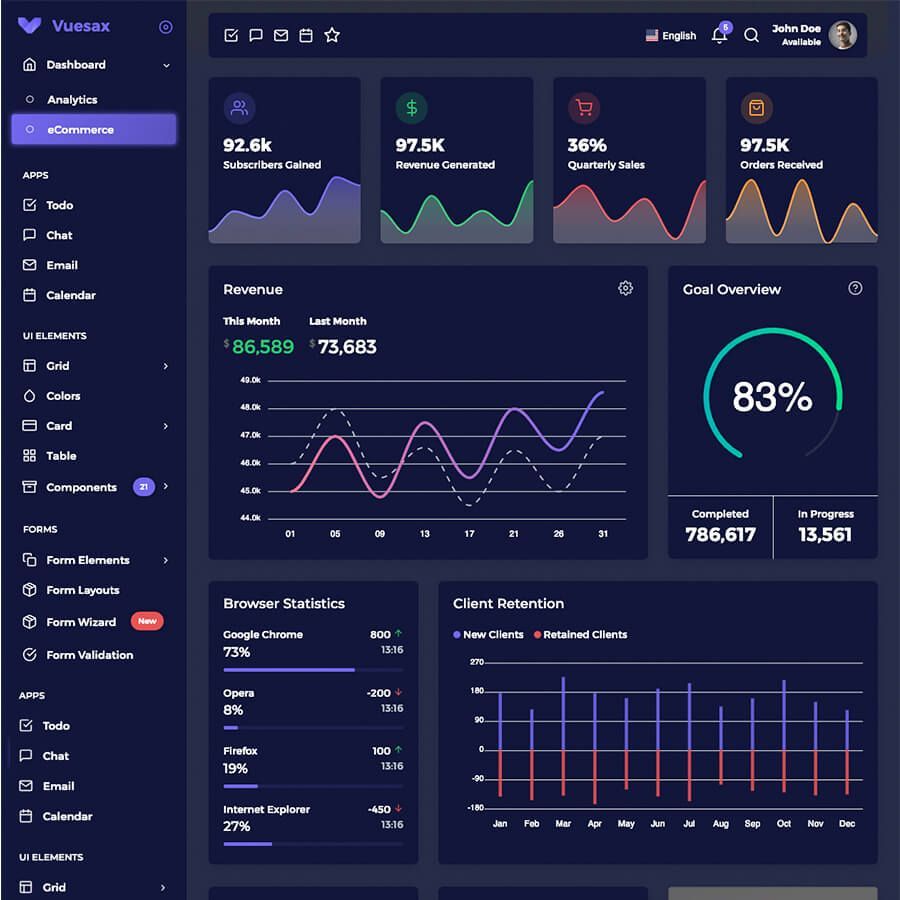 Vuesax
Dashboard
Analytics
eCommerce
APPS
Todo
Chat
Email
Calendar
UI ELEMENTS
Grid
Colors
Card
Table
Components 21
FORMS
Form Elements
Form Layouts
Form Wizard New
Form Validation
APPS
Todo
Chat
Email
Calendar
UI ELEMENTS
Grid
English
5
John Doe
Available
92.6k
Subscribers Gained
97.5K
Revenue Generated
36%
Quarterly Sales
97.5K
Orders Received
Revenue
This Month Last Month
$86,589 $73,683
49.0k
48.0k
47.0k
46.0k
45.0k
44.0k
01 05 09 13 17 21 26 31
Goal Overview
83%
Completed
786,617
In Progress
13,561
Browser Statistics
Google Chrome 800
73% 13:16
Opera -200
8% 13:16
Firefox 100
19% 13:16
Internet Explorer -450
27% 13:16
Client Retention
New Clients Retained Clients
270
180
90
0
-90
-180
Jan Feb Mar Apr May Jun Jul Aug Sep Oct Nov Dec